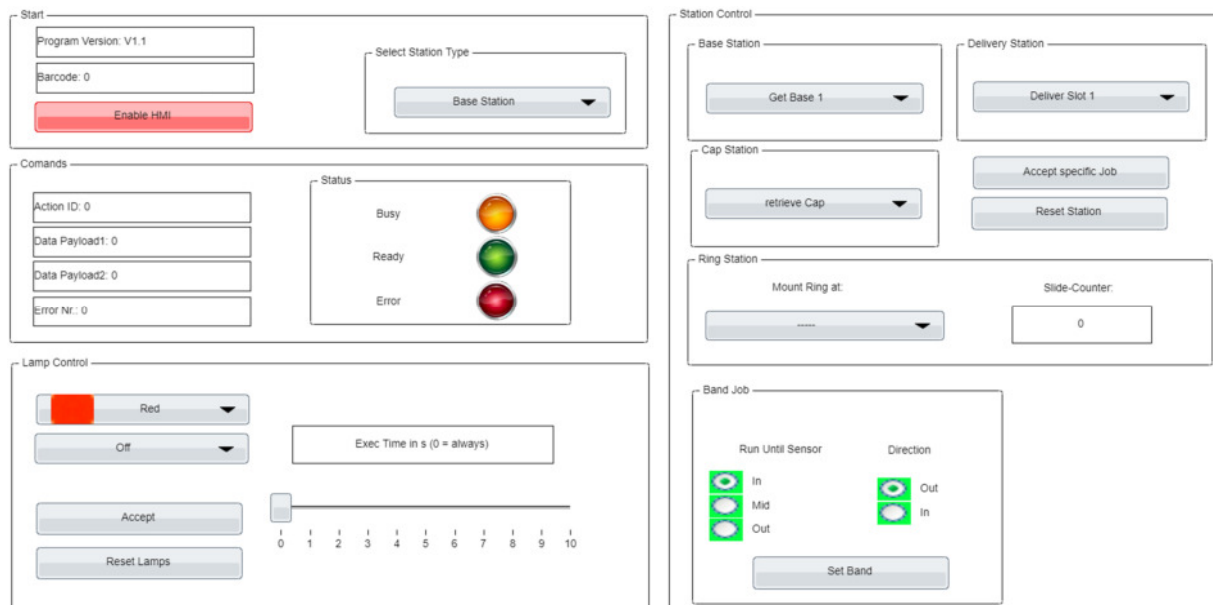 Start
Program Version: V1.1
Barcode: 0
Enable HMI
Select Station Type
Base Station
Comands
Action ID: 0
Data Payload1: 0
Data Payload2: 0
Error Nr.: 0
Status
Busy
Ready
Error
Lamp Control
Red
Off
Exec Time in s (0 = always)
Accept
Reset Lamps
0 1 2 3 4 5 6 7 8 9 10
Station Control
Base Station
Get Base 1
Delivery Station
Deliver Slot 1
Cap Station
retrieve Cap
Accept specific Job
Reset Station
Ring Station
Mount Ring at:
-----
Slide-Counter:
0
Band Job
Run Until Sensor
In
Mid
Out
Direction
Out
In
Set Band